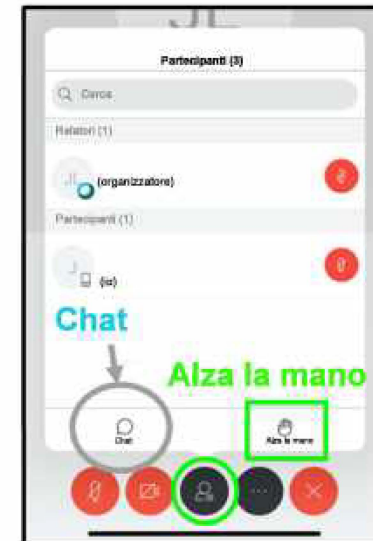 Partecipanti (3)
Cerca
Relatori (1)
(organizzatore)
Partecipanti (1)
J
(io)
Chat
Alza la mano
Chat
Alza la mano